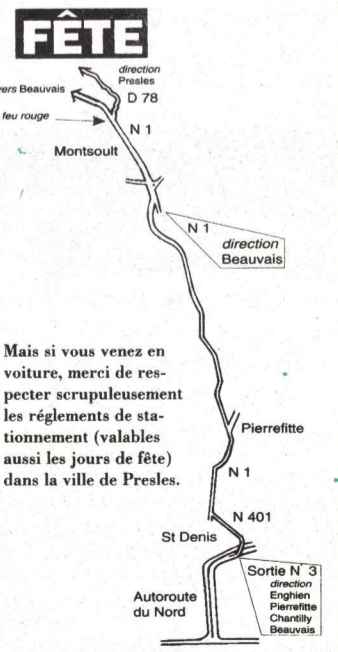 FÊTE
direction
Presles
vers Beauvais
D 78
feu rouge
N 1
Montsoult
N 1
direction
Beauvais
Mais si vous venez en
voiture, merci de res-
pecter scrupuleusement
les réglements de sta-
tionnement (valables
aussi les jours de fête)
dans la ville de Presles.
Pierrefitte
N 1
N 401
St Denis
Sortie N° 3
direction
Enghien
Pierrefitte
Chantilly
Beauvais
Autoroute
du Nord